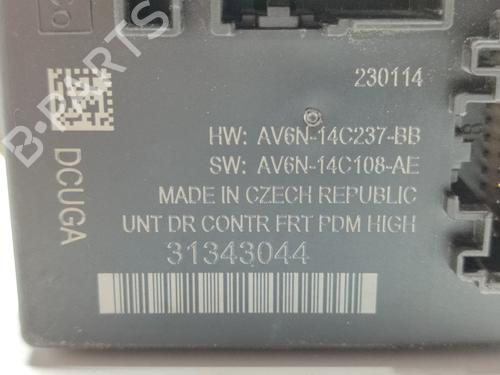 230114
HW: AV6N-14C237-BB
SW: AV6N-14C108-AE
MADE IN CZECH REPUBLIC
UNT DR CONTR FRT PDM HIGH
31343044
DCUGA
B-PARTS